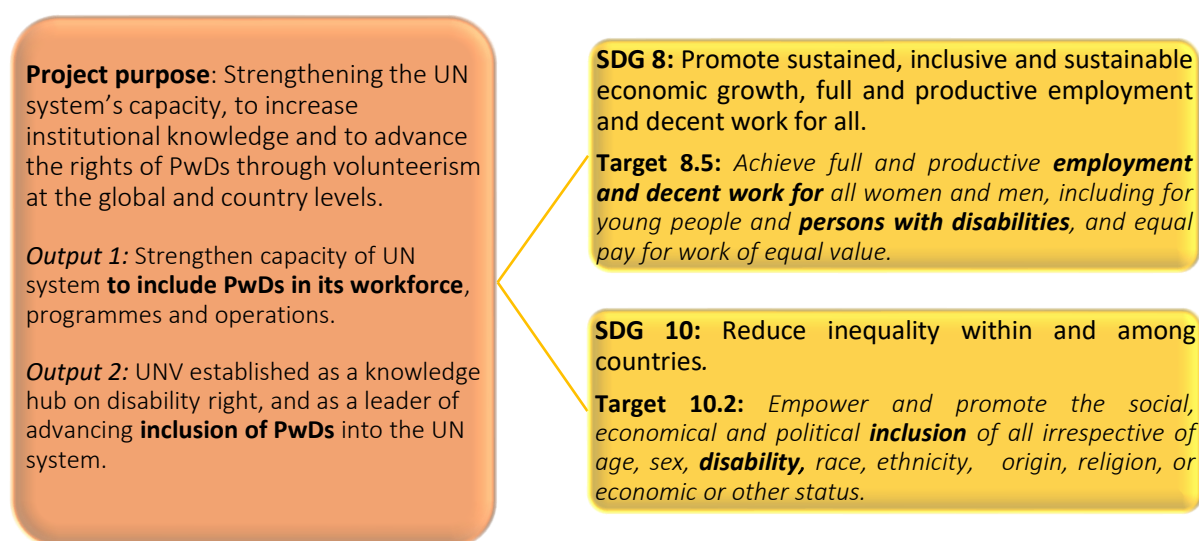 Project purpose: Strengthening the UN
system's capacity, to increase
institutional knowledge and to advance
the rights of PwDs through volunteerism
at the global and country levels.
Output 1: Strengthen capacity of UN
system to include PwDs in its workforce,
programmes and operations.
Output 2: UNV established as a knowledge
hub on disability right, and as a leader of
advancing inclusion of PwDs into the UN
system.
SDG 8: Promote sustained, inclusive and sustainable
economic growth, full and productive employment
and decent work for all.
Target 8.5: Achieve full and productive employment
and decent work for all women and men, including for
young people and persons with disabilities, and equal
pay for work of equal value.
SDG 10: Reduce inequality within and among
countries.
Target 10.2: Empower and promote the social,
economical and political inclusion of all irrespective of
age, sex, disability, race, ethnicity, origin, religion, or
economic or other status.